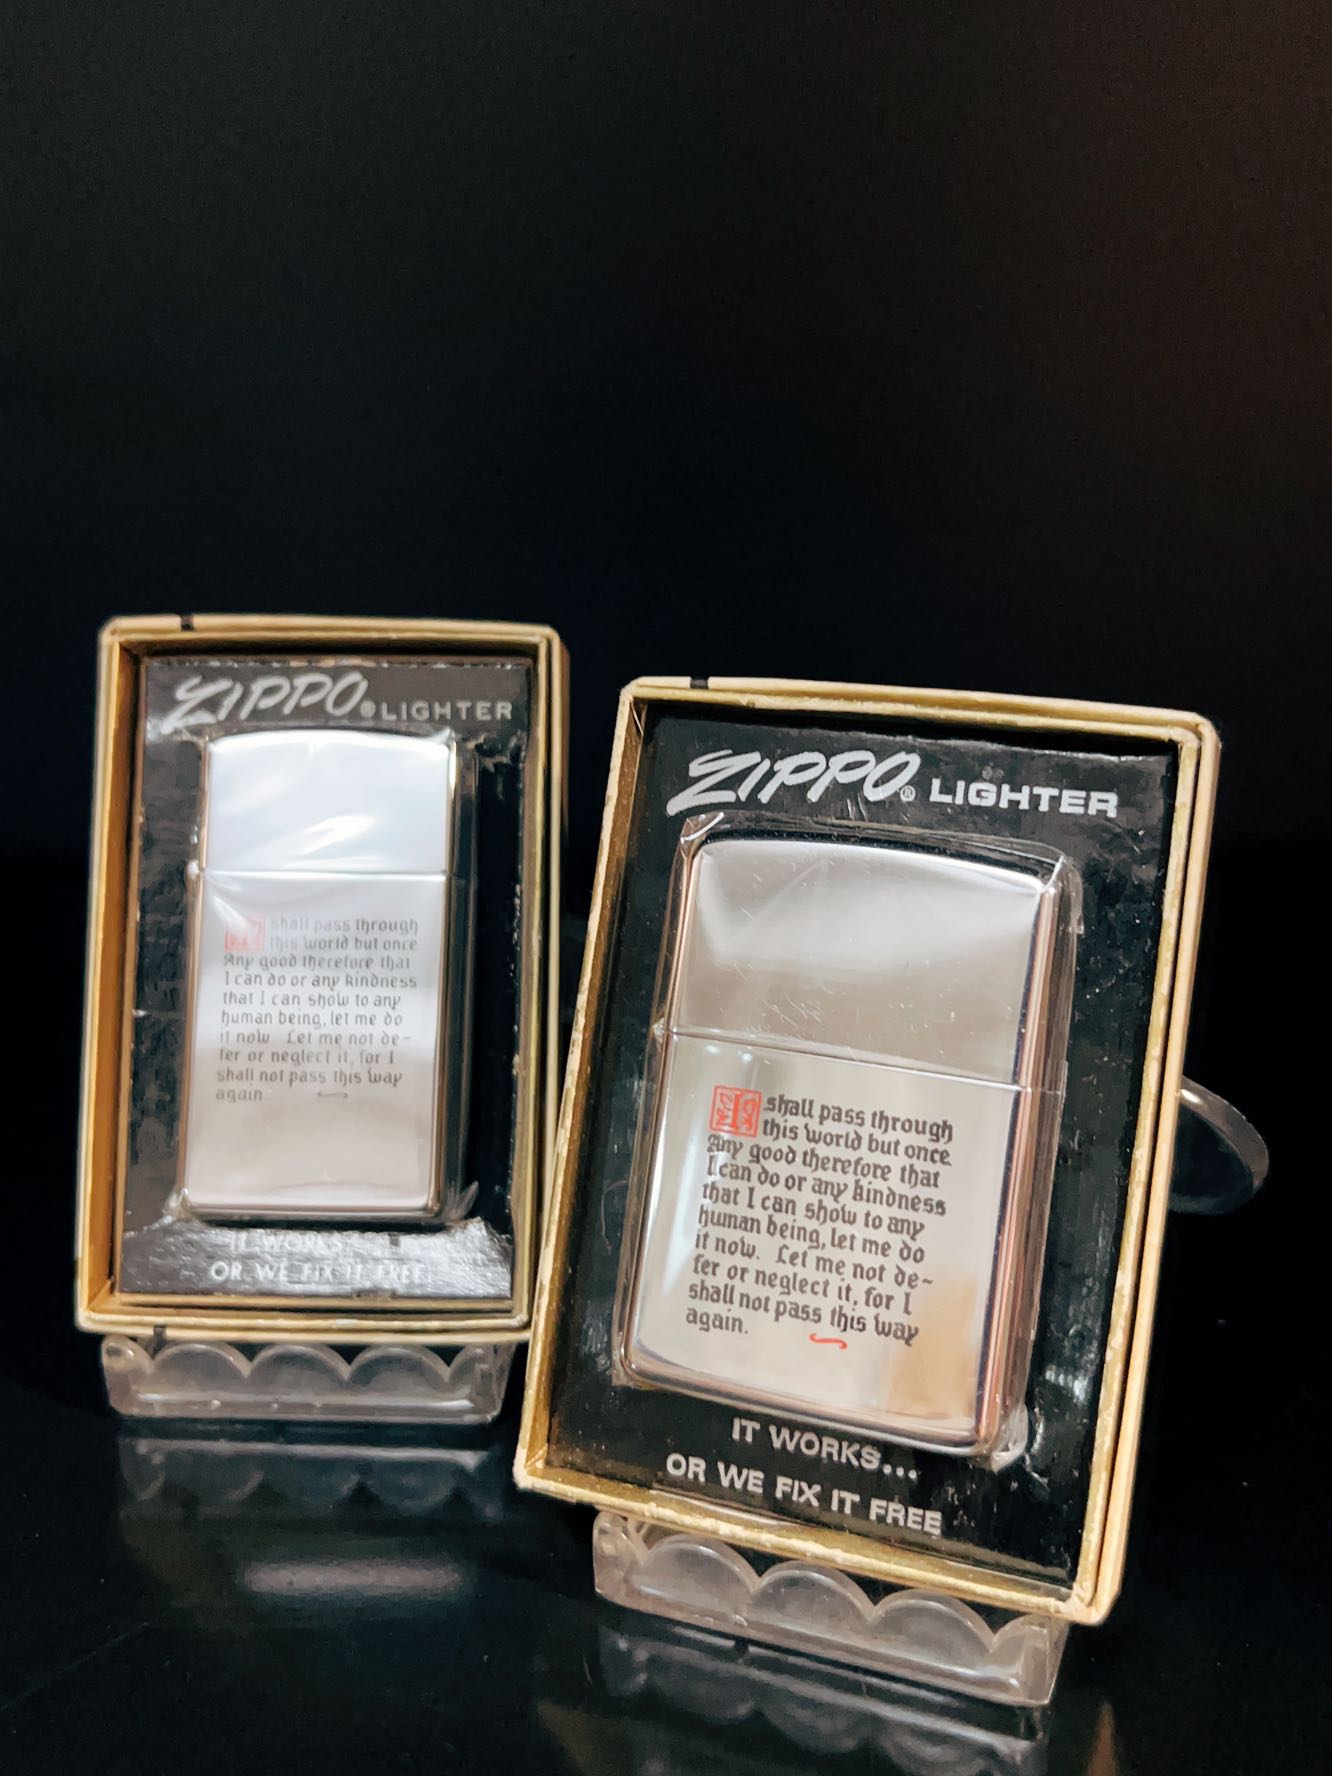 ZIPPO® LIGHTER
I shall pass through
this world but once
Any good therefore that
I can do or any kindness
that I can show to any
human being, let me do
it now Let me not de-
fer or neglect it, for I
shall not pass this way
again
IT WORKS
OR WE FIX IT FREE
ZIPPO® LIGHTER
I shall pass through
this world but once.
Any good therefore that
I can do or any kindness
that I can show to any
human being, let me do
it now. Let me not de~
fer or neglect it, for I
shall not pass this way
again.
IT WORKS...
OR WE FIX IT FREE